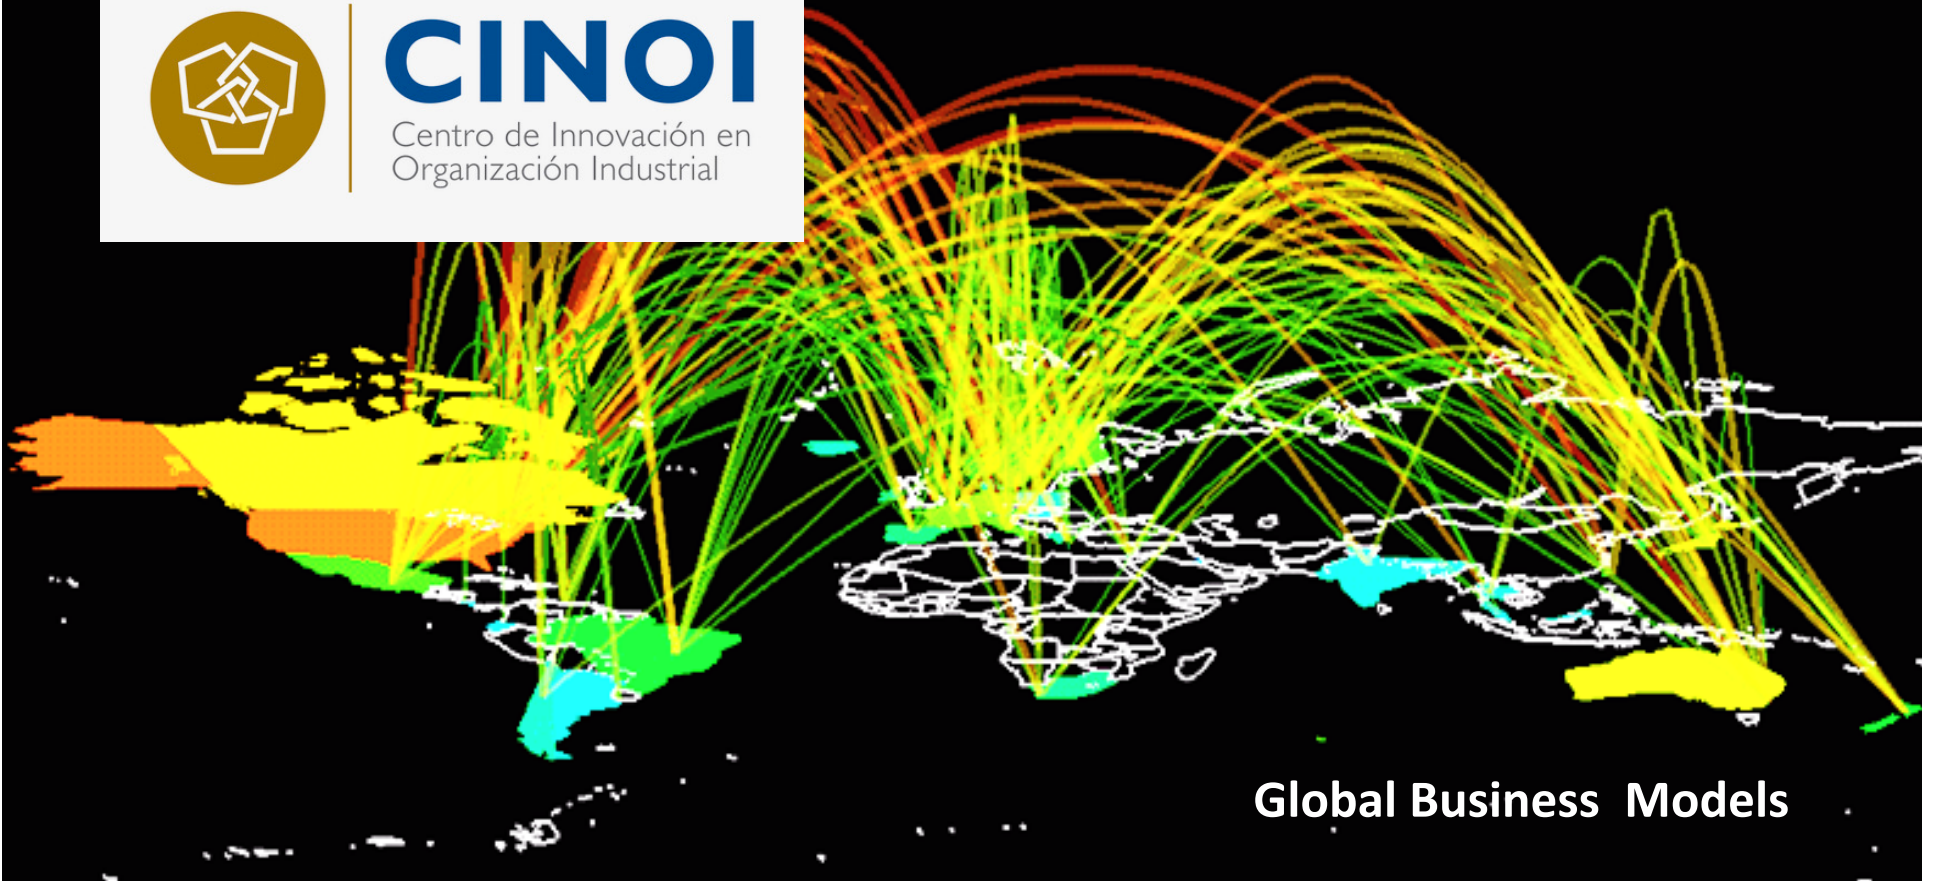 CINOI
Centro de Innovación en
Organización Industrial
Global Business  Models